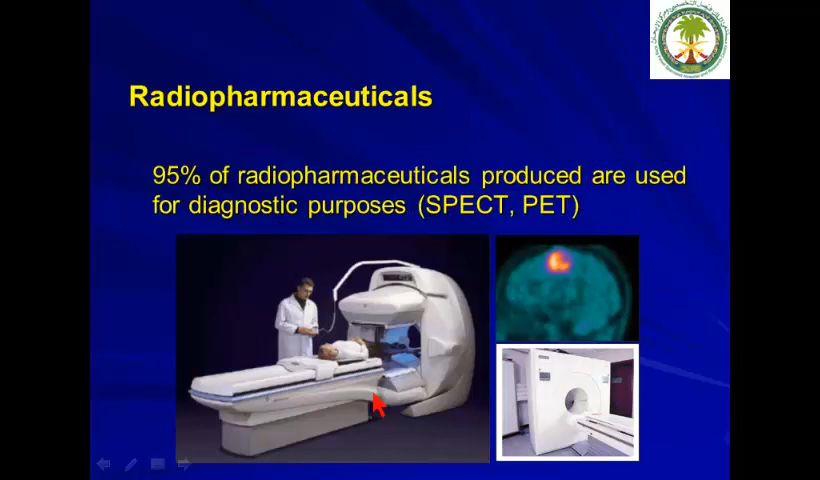 Radiopharmaceuticals
95% of radiopharmaceuticals produced are used
for diagnostic purposes (SPECT, PET)